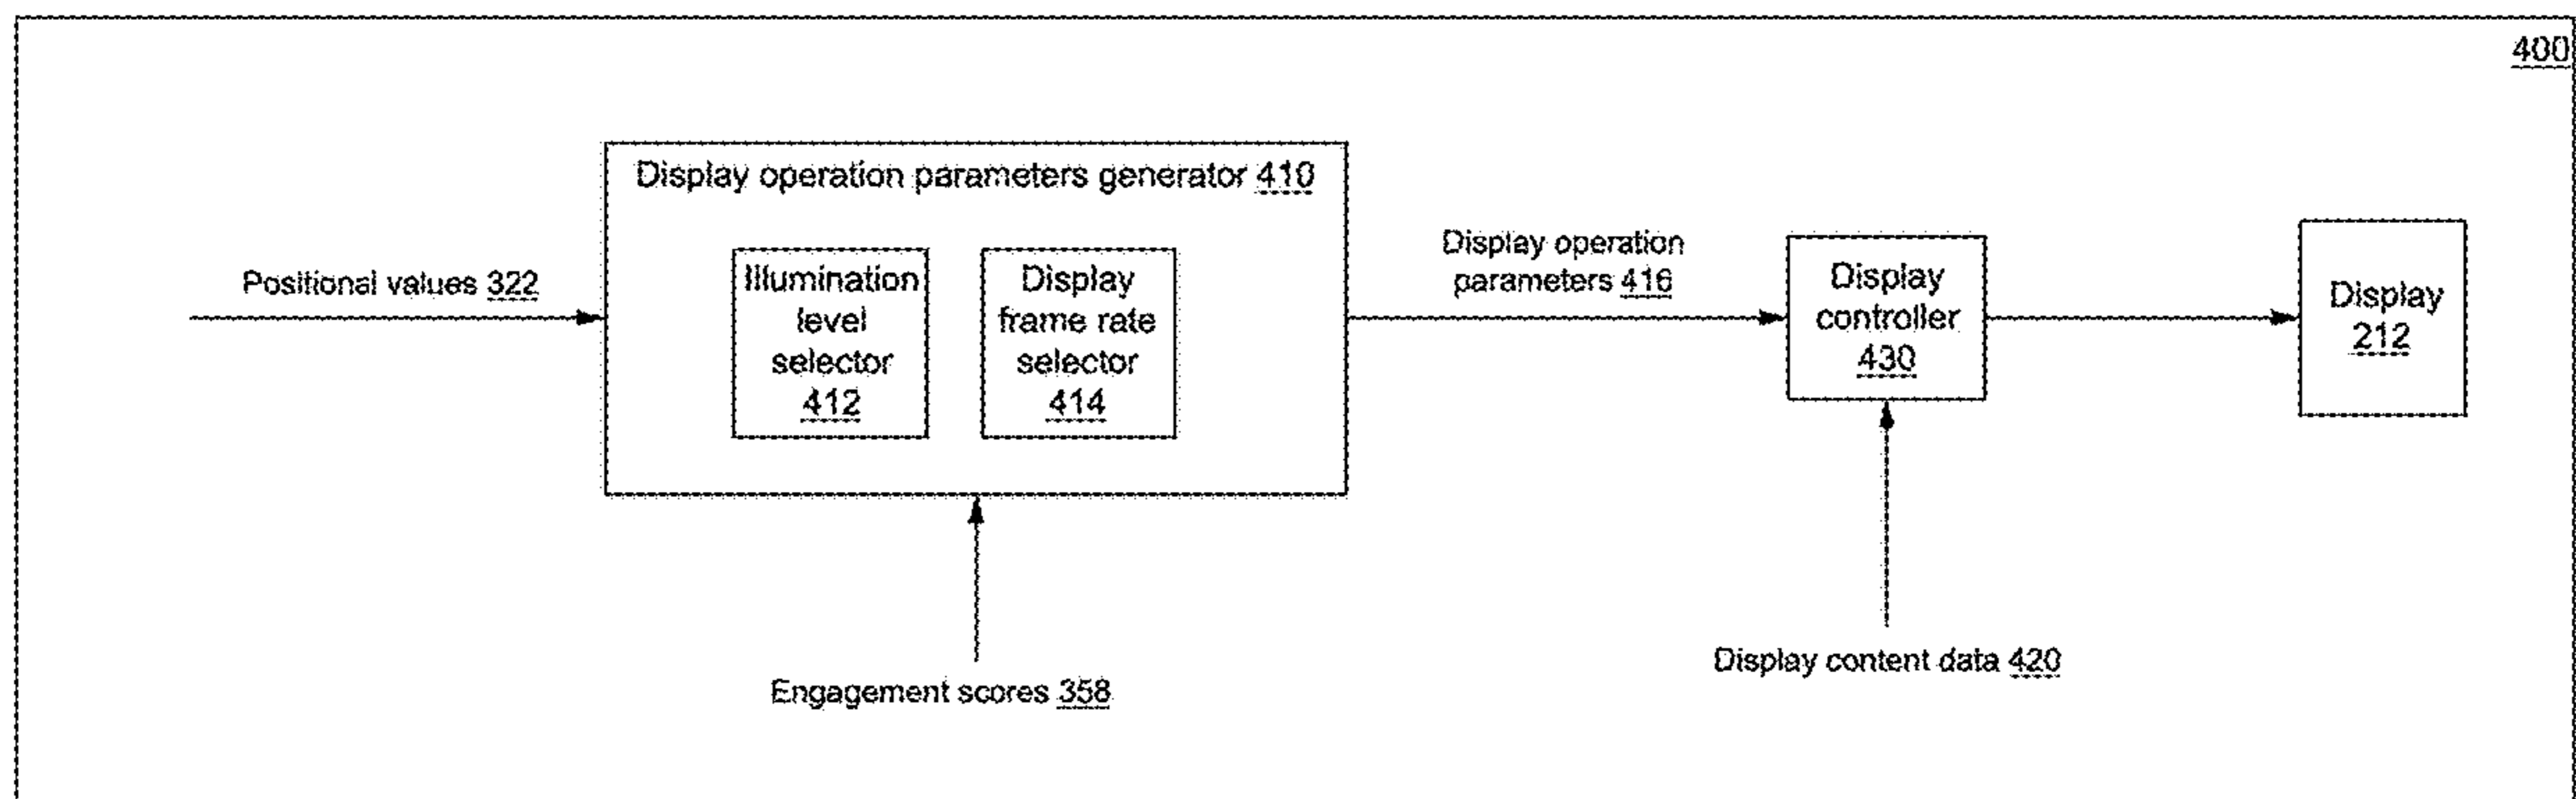 400
Display operation parameters generator 410
Positional values 322
Illumination
level
selector
412
Display
frame rate
selector
414
Display operation
parameters 416
Display
controller
430
Display
212
Engagement scores 358
Display content data 420